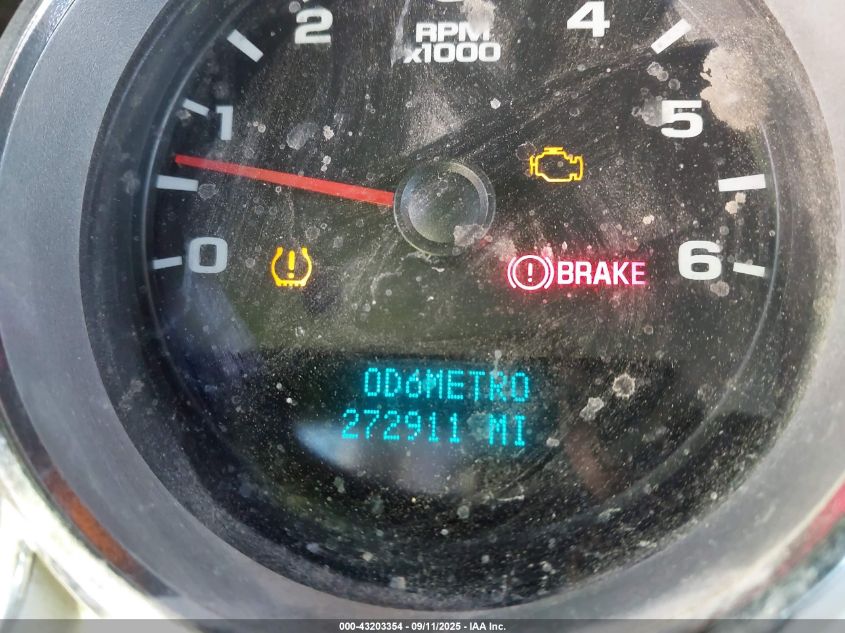 2
RPM
x1000
4
1
5
0
6
BRAKE
ODóMETRO
272911 MI
000-43203354 - 09/11/2025 - IAA Inc.